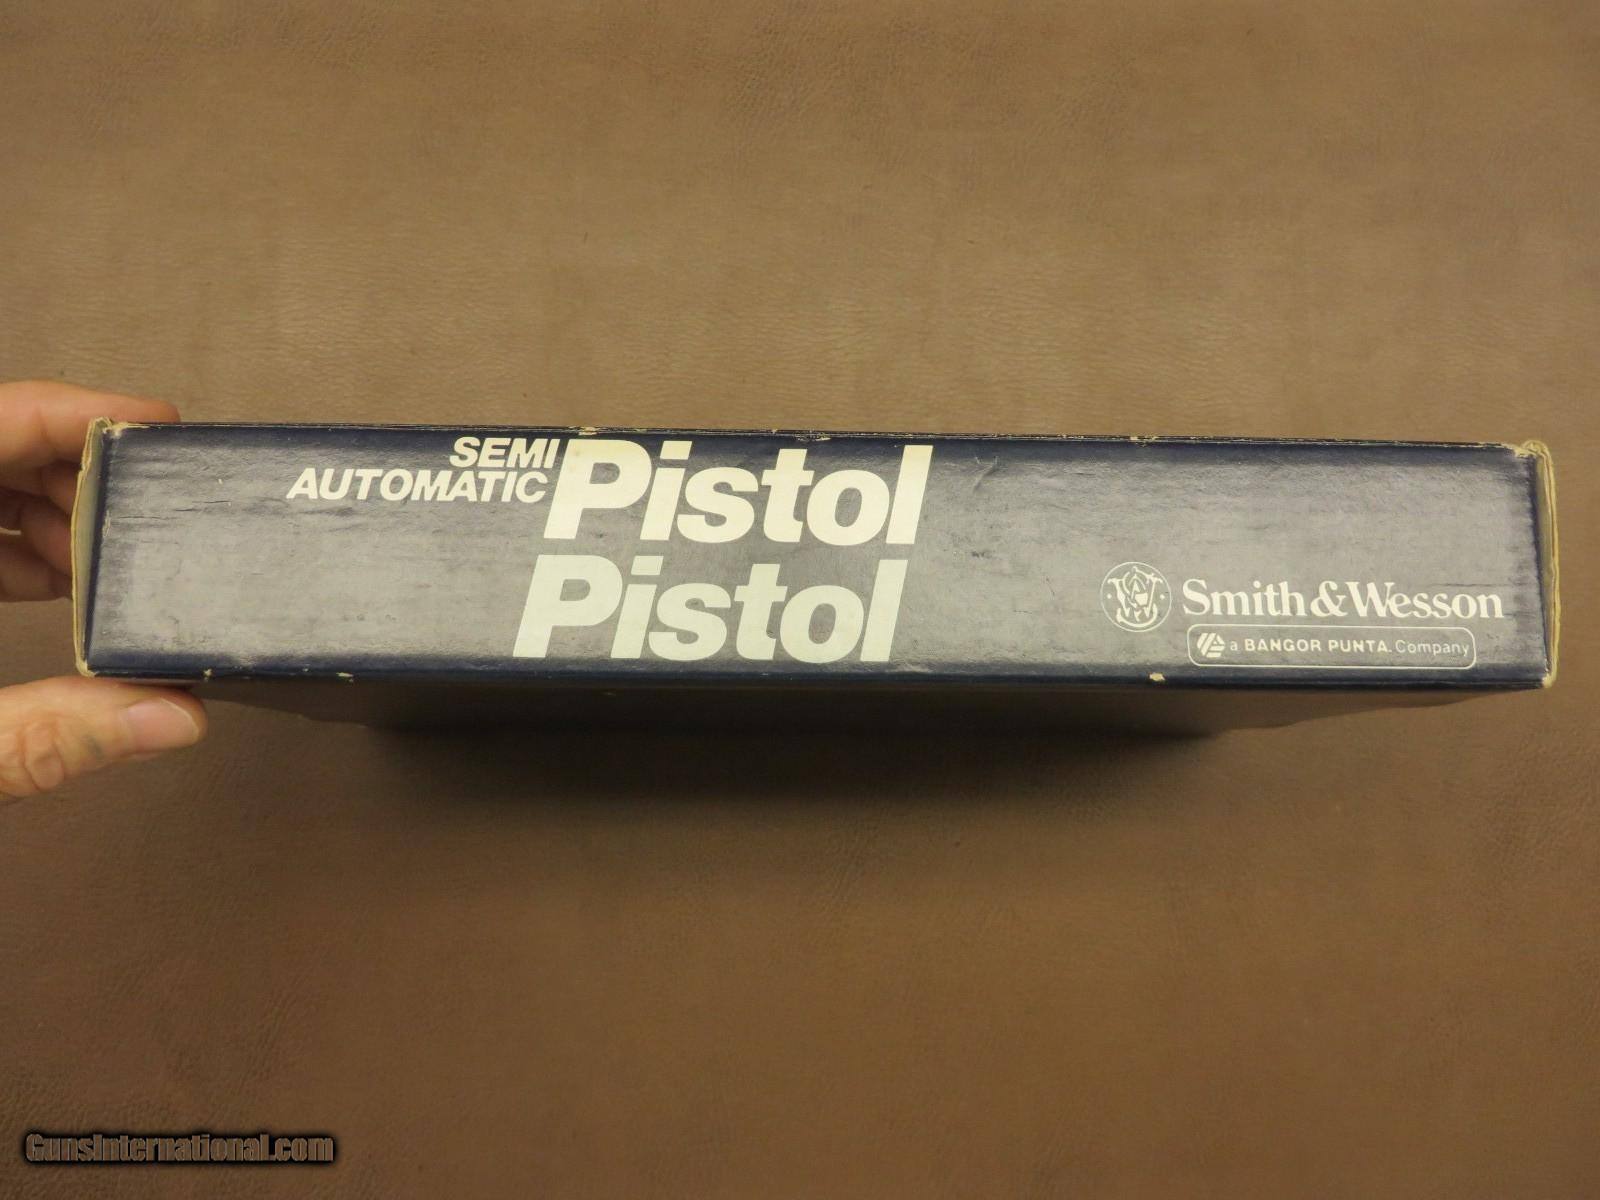 SEMI
AUTOMATIC Pistol
Pistol
Smith & Wesson
a BANGOR PUNTA. Company
GunsInternational.com